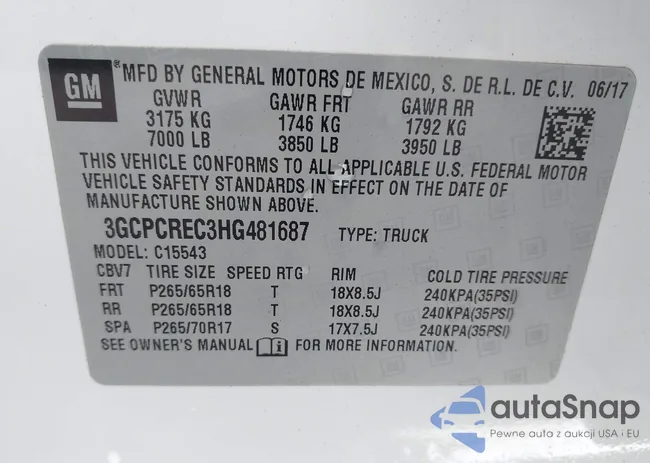 GM ® MFD BY GENERAL MOTORS DE MEXICO, S. DE R.L. DE C.V. 06/17
GVWR GAWR FRT GAWR RR
3175 KG 1746 KG 1792 KG
7000 LB 3850 LB 3950 LB
THIS VEHICLE CONFORMS TO ALL APPLICABLE U.S. FEDERAL MOTOR
VEHICLE SAFETY STANDARDS IN EFFECT ON THE DATE OF
MANUFACTURE SHOWN ABOVE.
3GCPCREC3HG481687 TYPE: TRUCK
MODEL: C15543
CBV7 TIRE SIZE SPEED RTG RIM COLD TIRE PRESSURE
FRT P265/65R18 T 18X8.5J 240KPA(35PSI)
RR P265/65R18 T 18X8.5J 240KPA(35PSI)
SPA P265/70R17 S 17X7.5J 240KPA(35PSI)
SEE OWNER'S MANUAL i FOR MORE INFORMATION.
autaSnap
Pewne auta z aukcji USA i EU